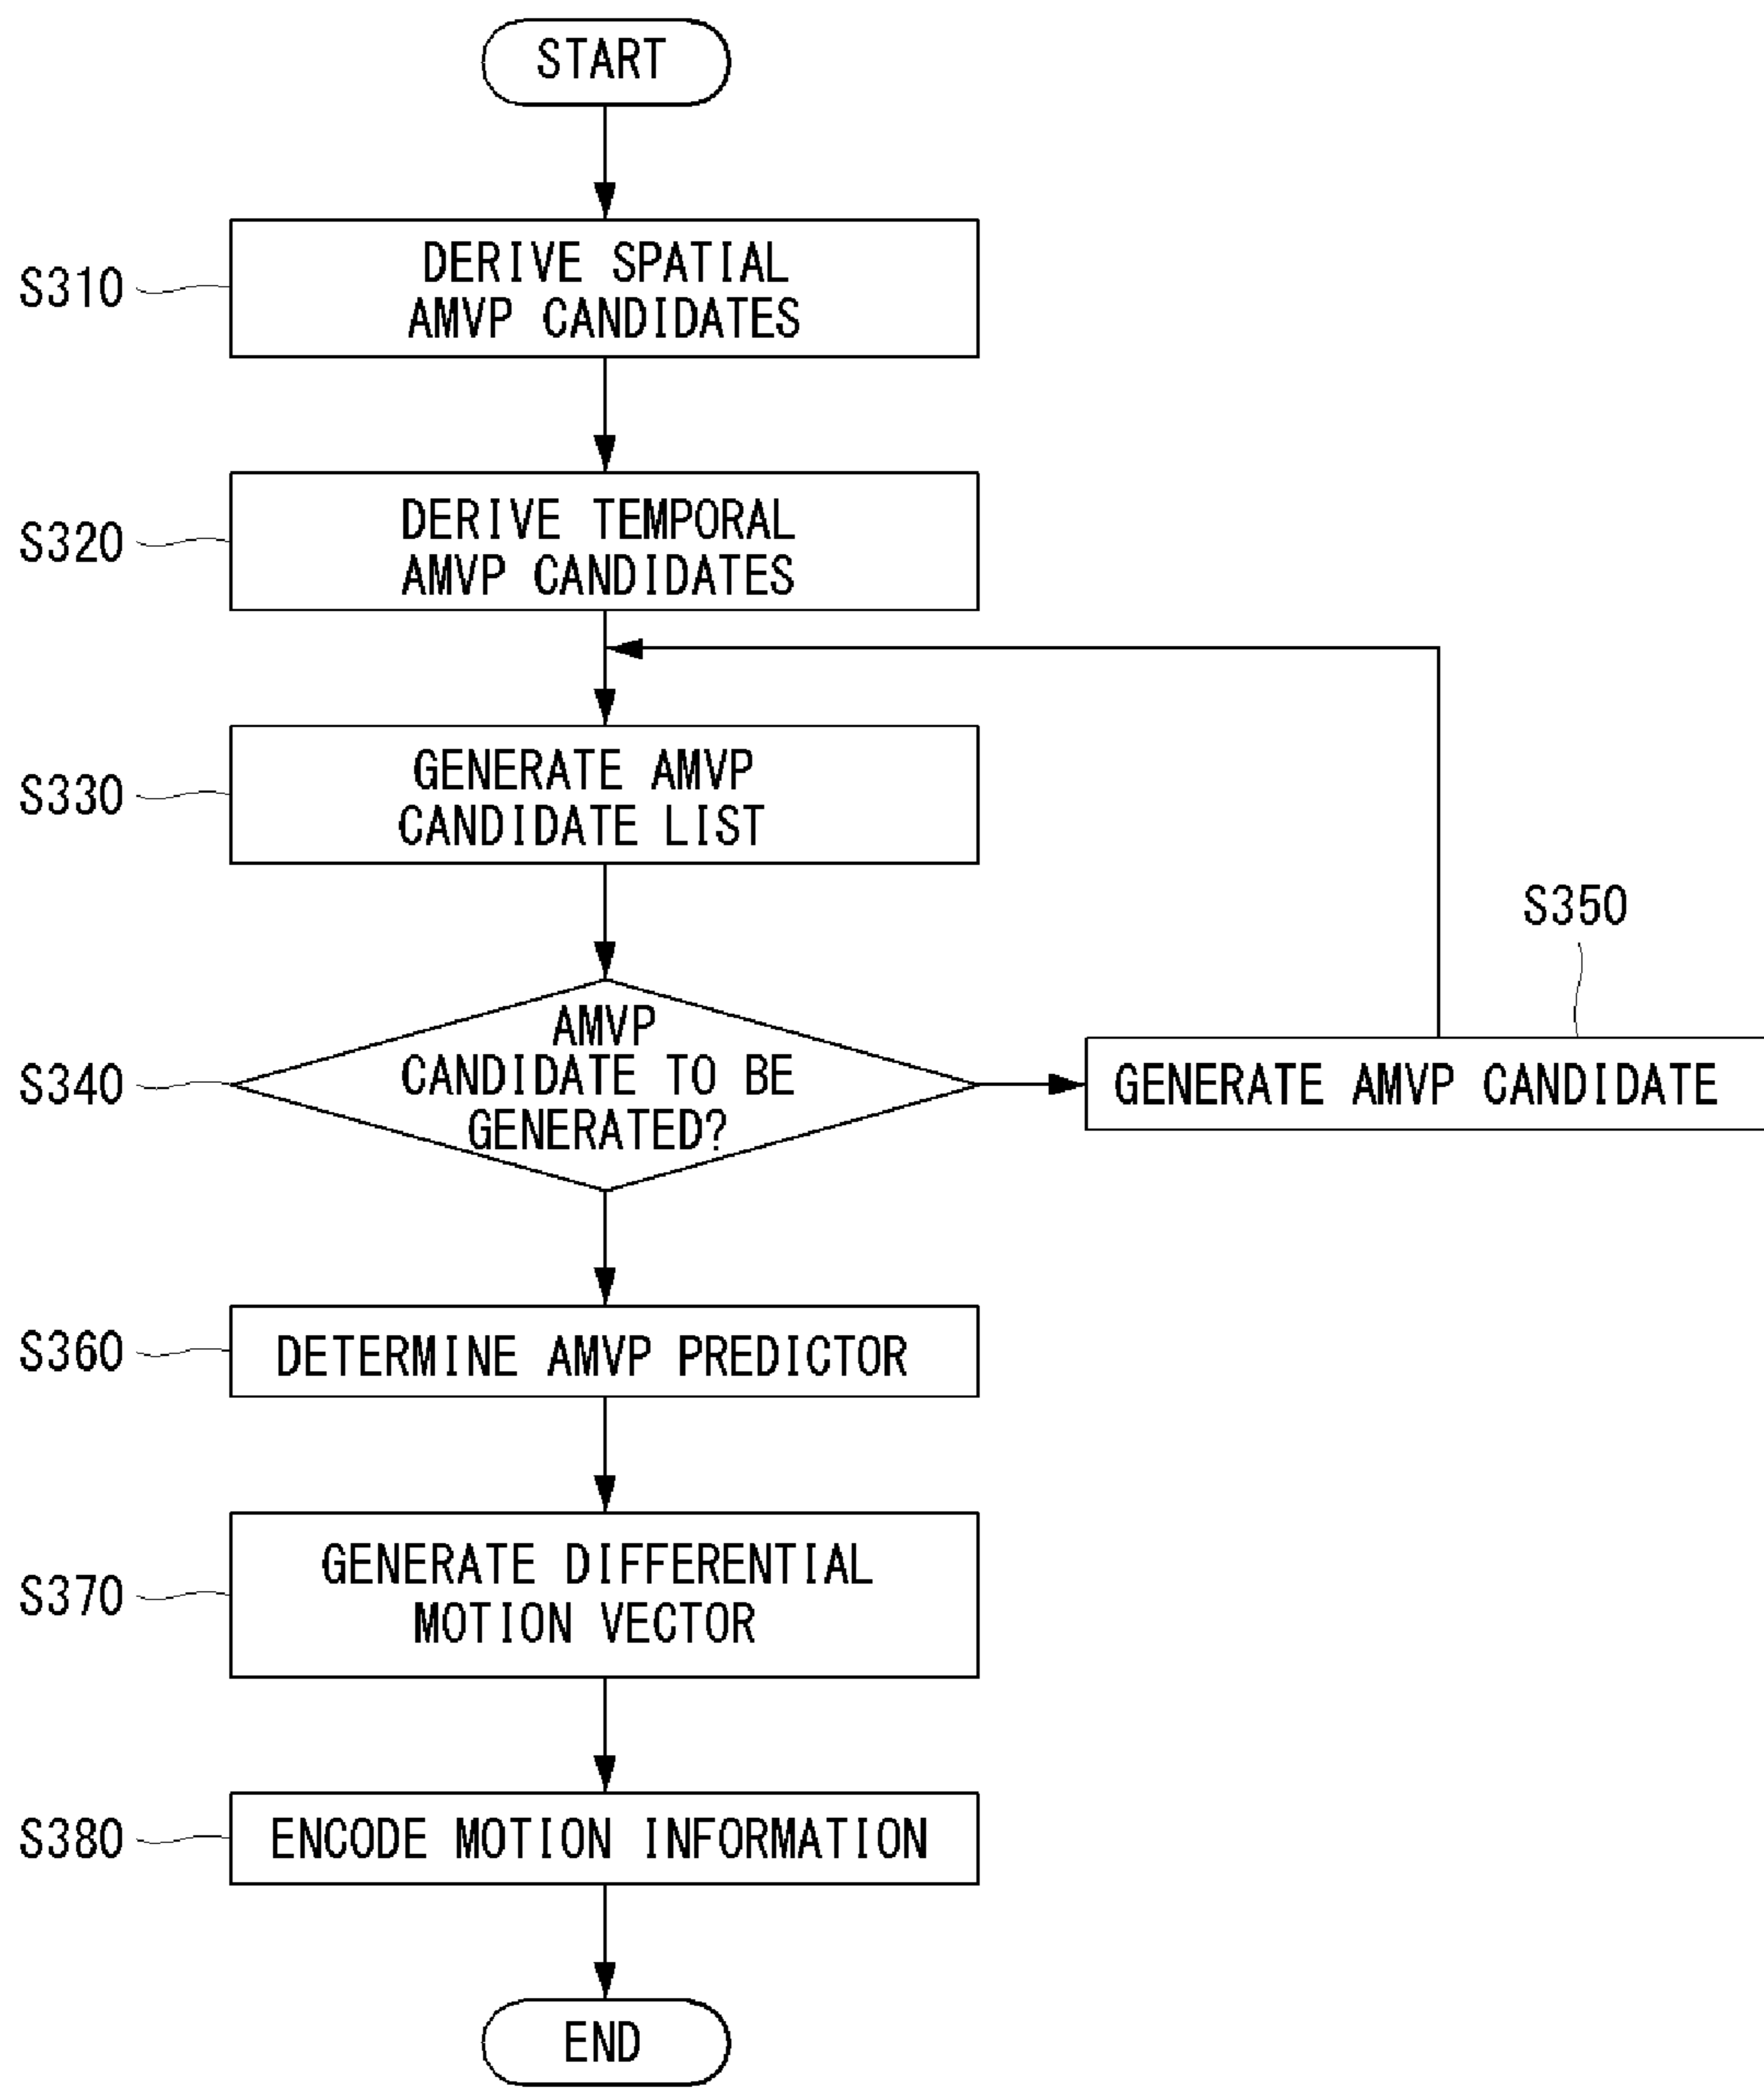 START
S310
DERIVE SPATIAL
AMVP CANDIDATES
S320
DERIVE TEMPORAL
AMVP CANDIDATES
S330
GENERATE AMVP
CANDIDATE LIST
S340
AMVP
CANDIDATE TO BE
GENERATED?
S350
GENERATE AMVP CANDIDATE
S360
DETERMINE AMVP PREDICTOR
S370
GENERATE DIFFERENTIAL
MOTION VECTOR
S380
ENCODE MOTION INFORMATION
END